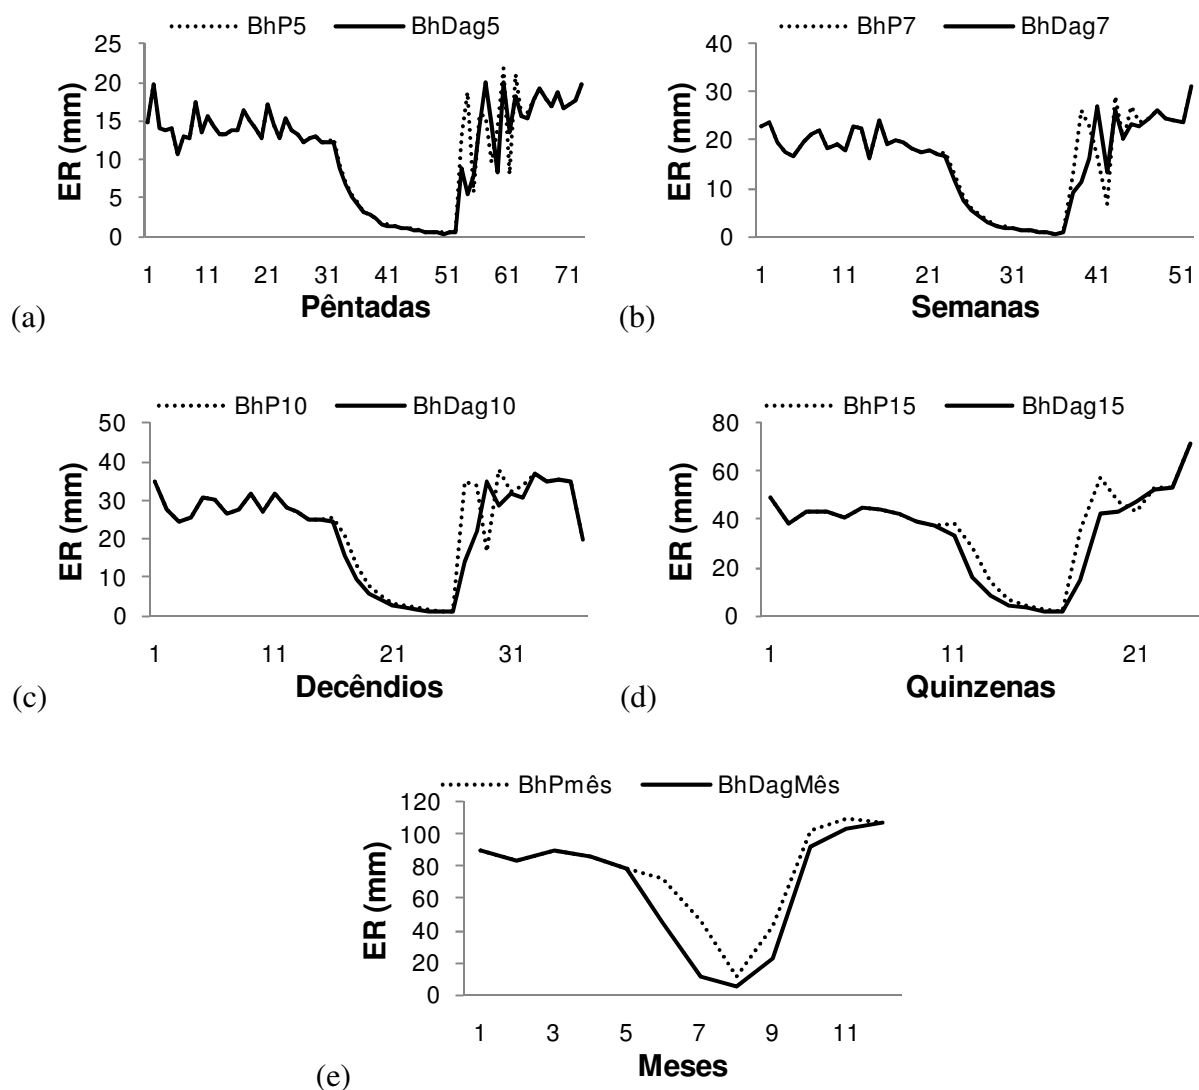 BhP5 BhDag5
25
20
15
10
5
0
ER (mm)
1 11 21 31 41 51 61 71
Pêntadas
(a)
BhP7 BhDag7
40
30
20
10
0
ER (mm)
1 11 21 31 41 51
Semanas
(b)
BhP10 BhDag10
50
40
30
20
10
0
ER (mm)
1 11 21 31
Decêndios
(c)
BhP15 BhDag15
80
60
40
20
0
ER (mm)
1 11 21
Quinzenas
(d)
BhPmês BhDagMês
120
100
80
60
40
20
0
ER (mm)
1 3 5 7 9 11
Meses
(e)